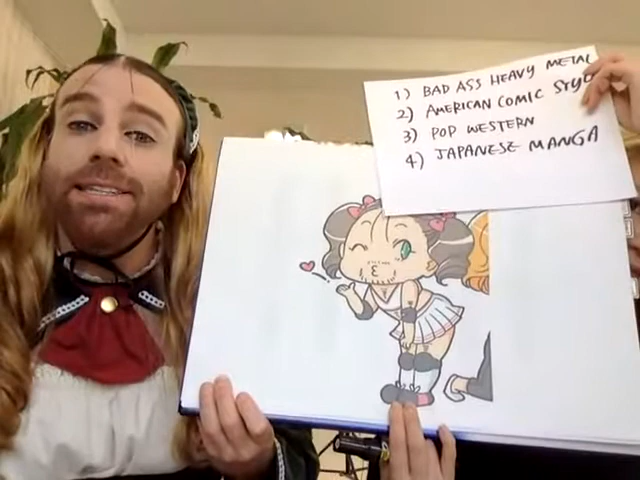 1) BAD ASS HEAVY METAL
2) AMERICAN COMIC STYLE
3) POP WESTERN
4) JAPANESE MANGA